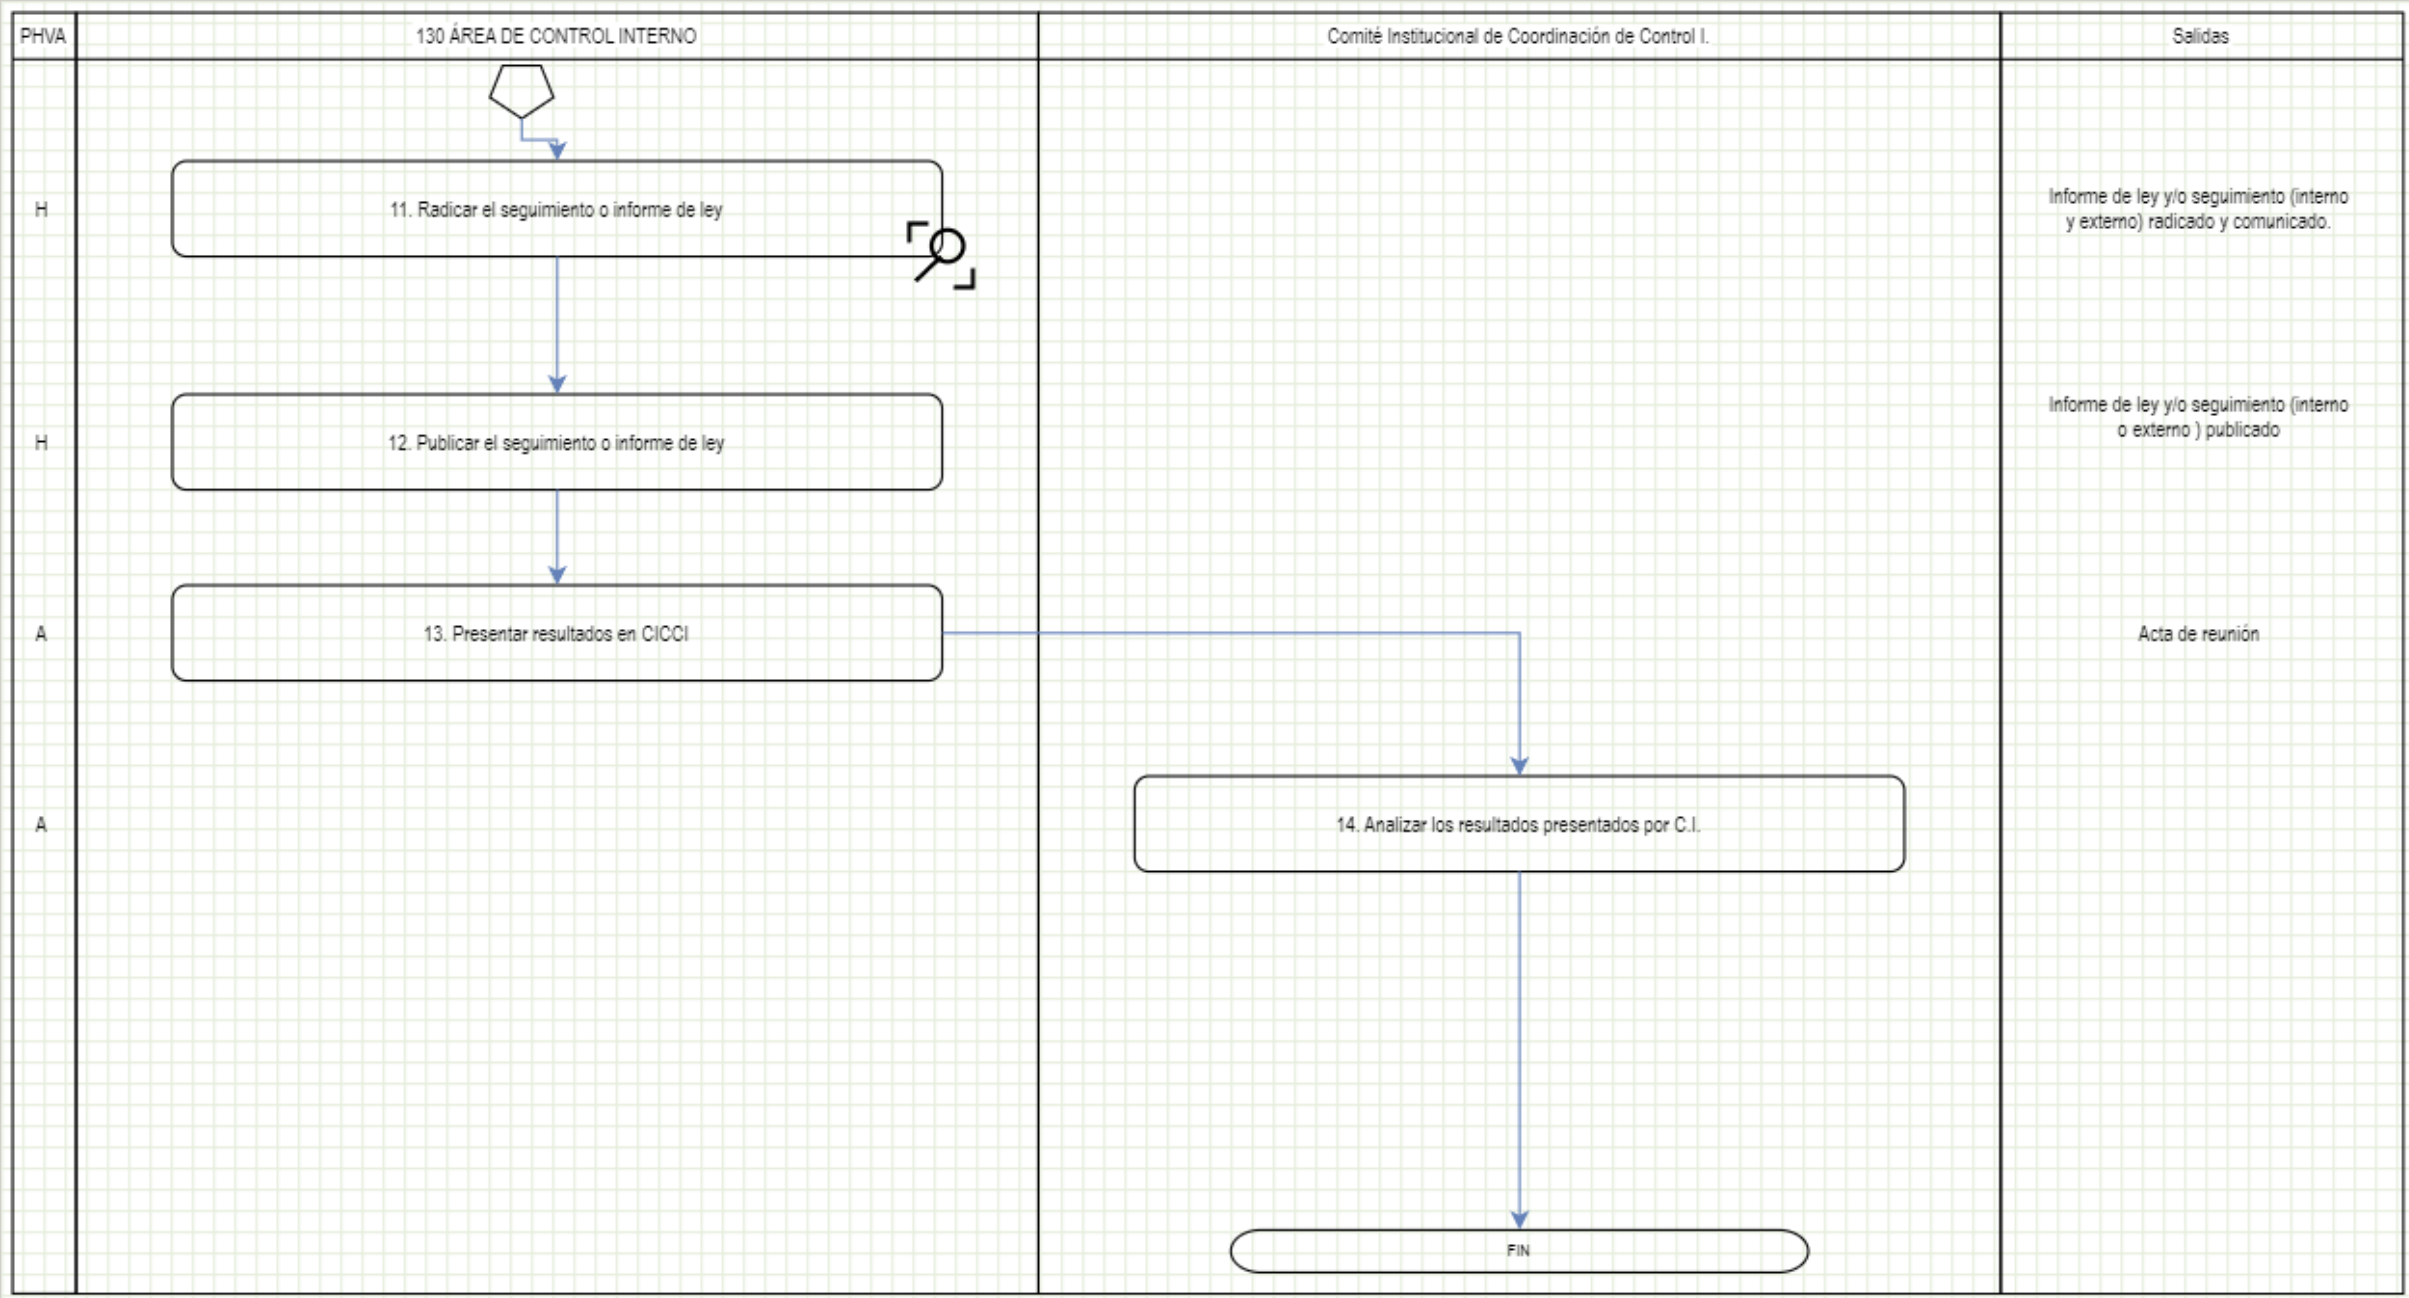 PHVA
130 ÁREA DE CONTROL INTERNO
Comité Institucional de Coordinación de Control I.
Salidas
H
11. Radicar el seguimiento o informe de ley
Informe de ley y/o seguimiento (interno
y externo) radicado y comunicado.
H
12. Publicar el seguimiento o informe de ley
Informe de ley y/o seguimiento (interno
o externo ) publicado
A
13. Presentar resultados en CICCI
Acta de reunión
A
14. Analizar los resultados presentados por C.I.
FIN